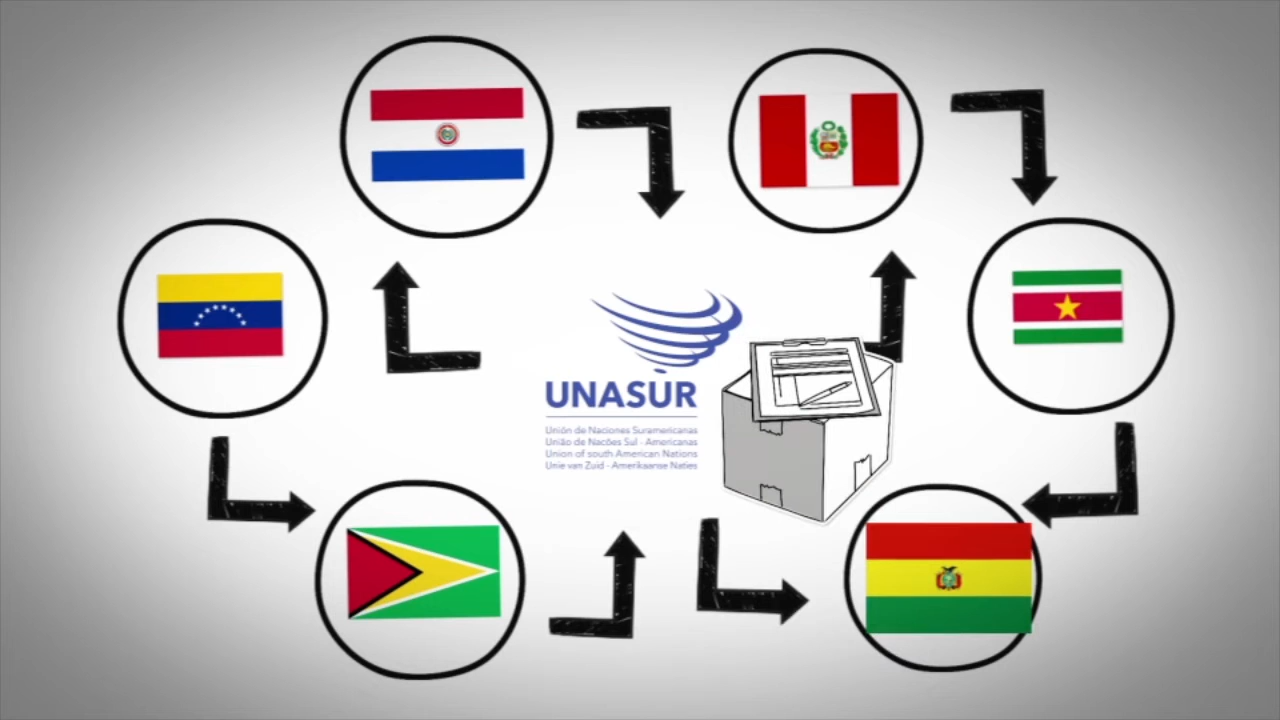 UNASUR
Unión de Naciones Suramericanas
União de Nacões Sul - Americanas
Union of south American Nations
Unie van Zuid - Amerikaanse Naties